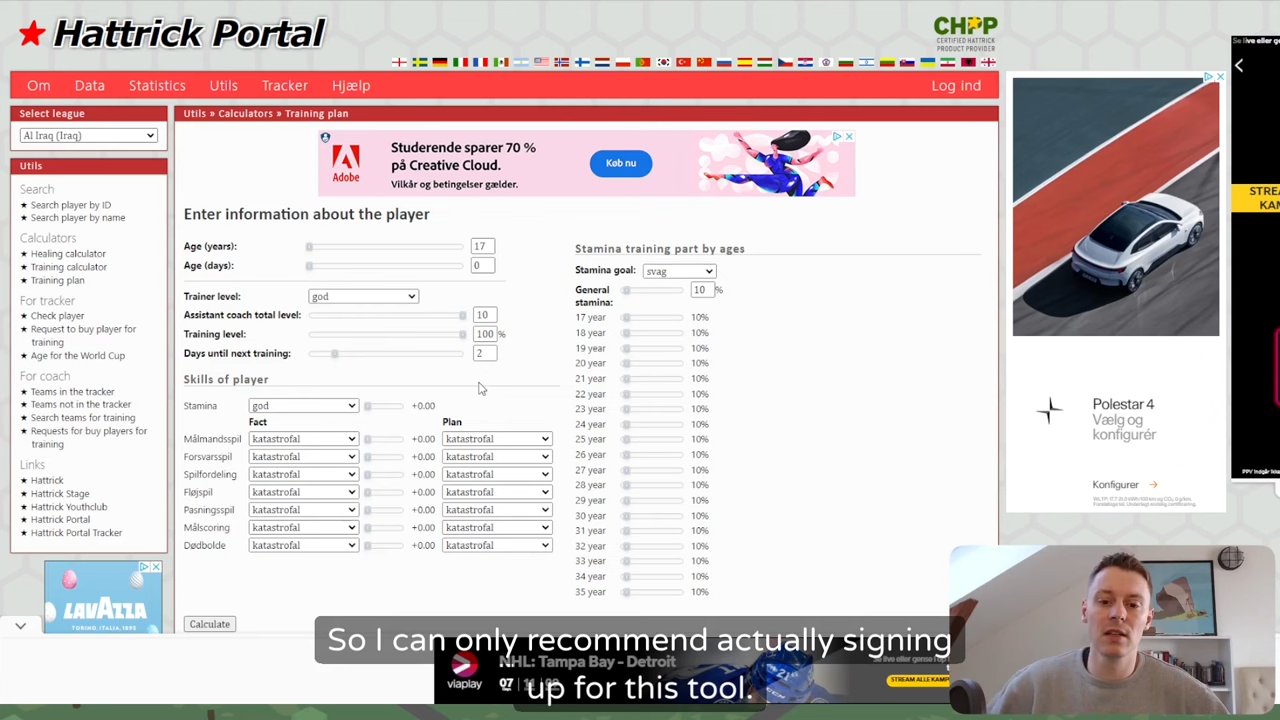 Hattrick Portal
CHPP
CERTIFIED HATTRICK
PRODUCT PROVIDER
Om Data Statistics Utils Tracker Hjælp Log ind
Select league
Al Iraq (Iraq)
Utils
Search
★ Search player by ID
★ Search player by name
Calculators
★ Healing calculator
★ Training calculator
★ Training plan
For tracker
★ Check player
★ Request to buy player for
training
★ Age for the World Cup
For coach
★ Teams in the tracker
★ Teams not in the tracker
★ Search teams for training
★ Requests for buy players for
training
Links
★ Hattrick
★ Hattrick Stage
★ Hattrick Youthclub
★ Hattrick Portal
★ Hattrick Portal Tracker
LAVAZZA
TORINO, ITALIA, 1895
Utils » Calculators » Training plan
Adobe
Studerende sparer 70 %
på Creative Cloud.
Vilkår og betingelser gælder.
Køb nu
Enter information about the player
Age (years): 17
Age (days): 0
Trainer level: god
Assistant coach total level: 10
Training level: 100 %
Days until next training: 2
Skills of player
Stamina god +0.00
Fact Plan
Målmandsspil katastrofal +0.00 katastrofal
Forsvarsspil katastrofal +0.00 katastrofal
Spilfordeling katastrofal +0.00 katastrofal
Fløjspil katastrofal +0.00 katastrofal
Pasningsspil katastrofal +0.00 katastrofal
Målscoring katastrofal +0.00 katastrofal
Dødbolde katastrofal +0.00 katastrofal
Calculate
Stamina training part by ages
Stamina goal: svag
General
stamina: 10 %
17 year 10%
18 year 10%
19 year 10%
20 year 10%
21 year 10%
22 year 10%
23 year 10%
24 year 10%
25 year 10%
26 year 10%
27 year 10%
28 year 10%
29 year 10%
30 year 10%
31 year 10%
32 year 10%
33 year 10%
34 year 10%
35 year 10%
Polestar 4
Vælg og
konfigurér
Konfigurer →
Se live eller
STREA
KAM
viaplay
NHL: Tampa Bay - Detroit
STREAM ALLE KAMPE
So I can only recommend actually signing
up for this tool.